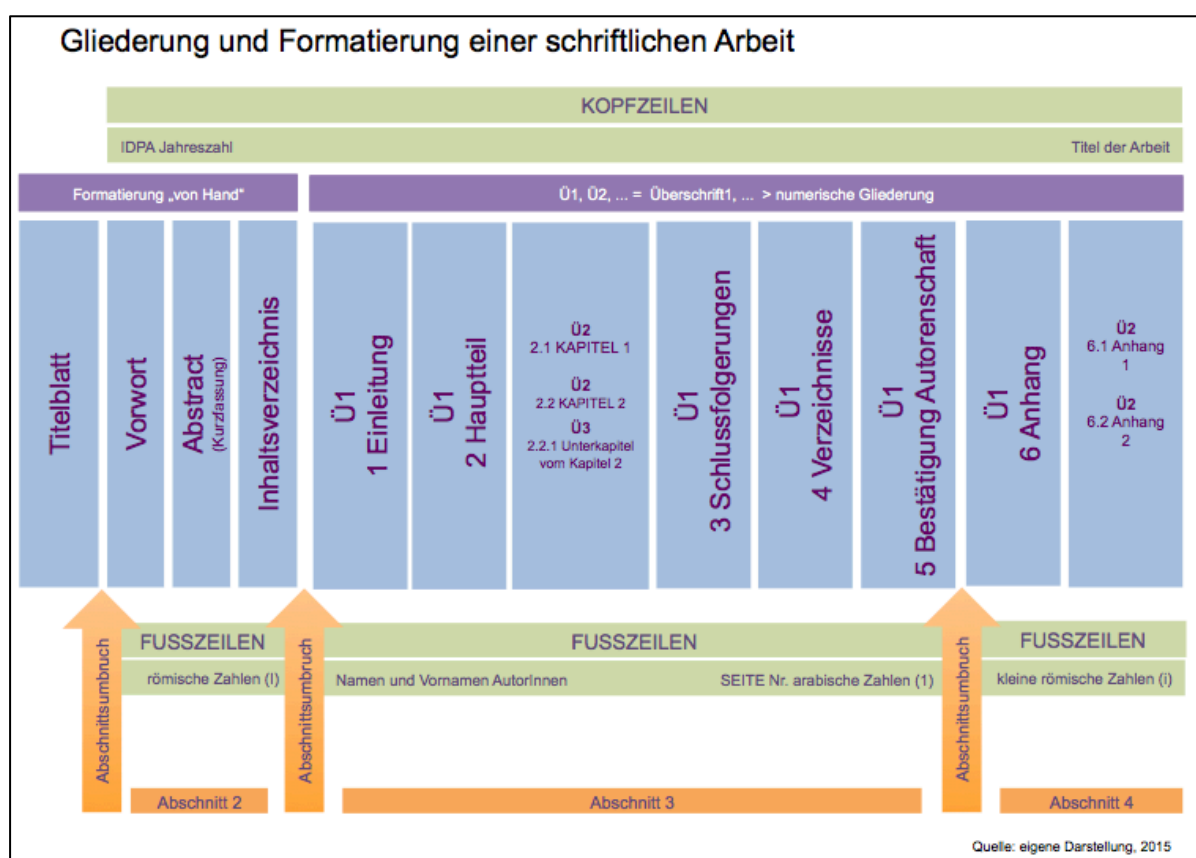 Gliederung und Formatierung einer schriftlichen Arbeit
KOPFZEILEN
IDPA Jahreszahl
Titel der Arbeit
Formatierung „von Hand“
Ü1, Ü2, ... = Überschrift1, ... > numerische Gliederung
Titelblatt
Vorwort
Abstract
(Kurzfassung)
Inhaltsverzeichnis
Ü1
1 Einleitung
Ü1
2 Hauptteil
Ü2
2.1 KAPITEL 1
Ü2
2.2 KAPITEL 2
Ü3
2.2.1 Unterkapitel
vom Kapitel 2
Ü1
3 Schlussfolgerungen
Ü1
4 Verzeichnisse
Ü1
5 Bestätigung Autorenschaft
Ü1
6 Anhang
Ü2
6.1 Anhang
1
Ü2
6.2 Anhang
2
Abschnittsumbruch
FUSSZEILEN
römische Zahlen (I)
Abschnittsumbruch
FUSSZEILEN
Namen und Vornamen AutorInnen
SEITE Nr. arabische Zahlen (1)
Abschnittsumbruch
FUSSZEILEN
kleine römische Zahlen (i)
Abschnitt 2
Abschnitt 3
Abschnitt 4
Quelle: eigene Darstellung, 2015